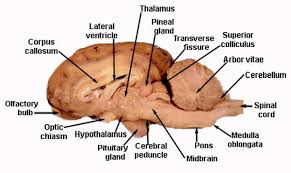 Thalamus
Pineal
gland
Lateral
ventricle
Superior
colliculus
Transverse
fissure
Corpus
callosum
Arbor vitae
Cerebellum
Olfactory
bulb
Spinal
cord
Optic
chiasm
Hypothalamus
Pituitary
gland
Cerebral
peduncle
Midbrain
Pons
Medulla
oblongata